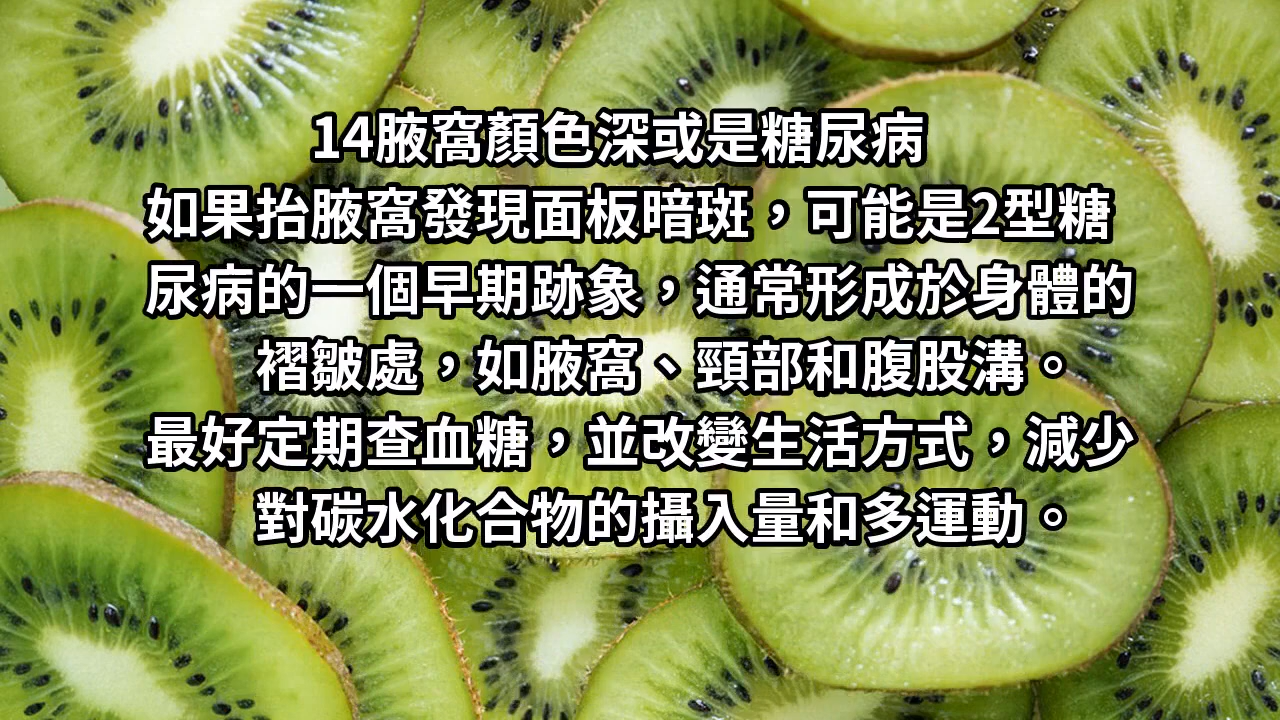 14腋窩顏色深或是糖尿病
如果抬腋窩發現面板暗斑，可能是2型糖
尿病的一個早期跡象，通常形成於身體的
褶皺處，如腋窩、頸部和腹股溝。
最好定期查血糖，並改變生活方式，減少
對碳水化合物的攝入量和多運動。